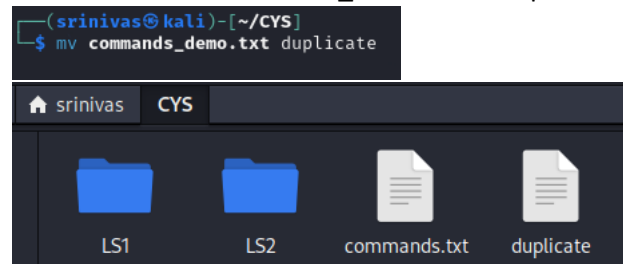 ┌──(srinivas㉿kali)-[~/CYS]
└─$ mv commands_demo.txt duplicate
srinivas CYS
LS1 LS2 commands.txt duplicate